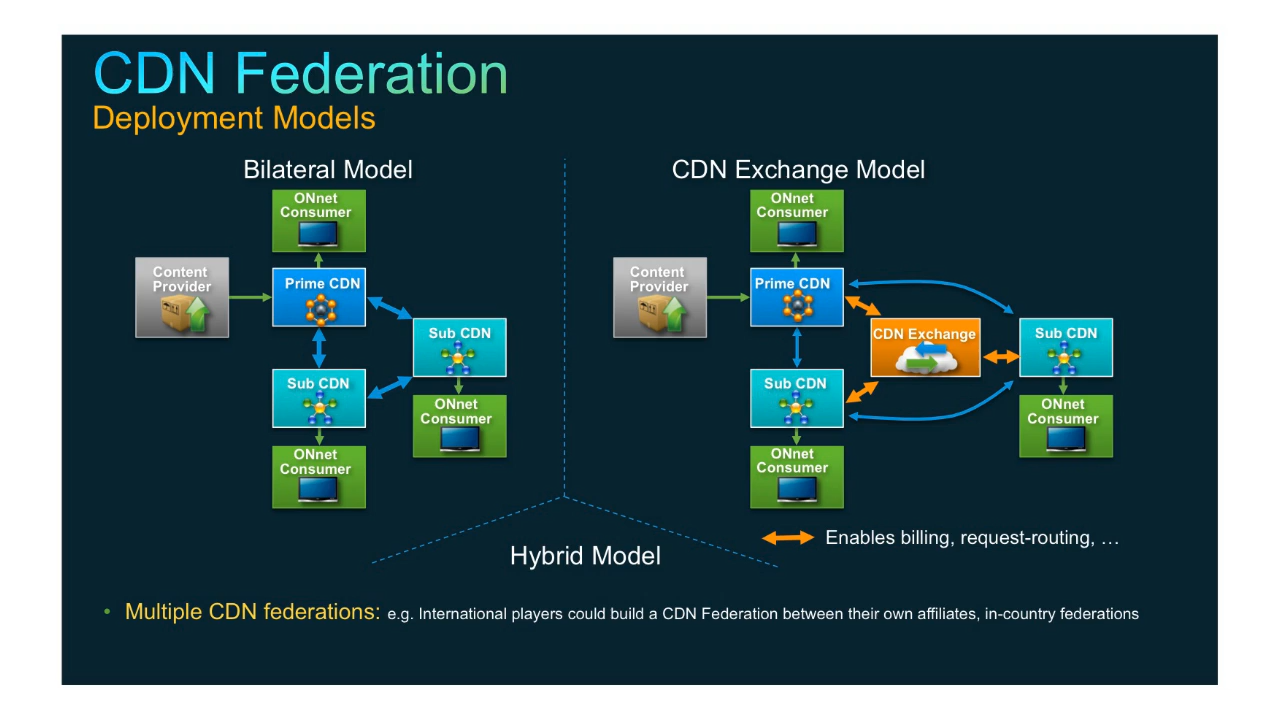 CDN Federation
Deployment Models
Bilateral Model
ONnet
Consumer
Content
Provider
Prime CDN
Sub CDN
Sub CDN
ONnet
Consumer
ONnet
Consumer
CDN Exchange Model
ONnet
Consumer
Content
Provider
Prime CDN
CDN Exchange
Sub CDN
Sub CDN
ONnet
Consumer
ONnet
Consumer
Enables billing, request-routing, …
Hybrid Model
• Multiple CDN federations: e.g. International players could build a CDN Federation between their own affiliates, in-country federations